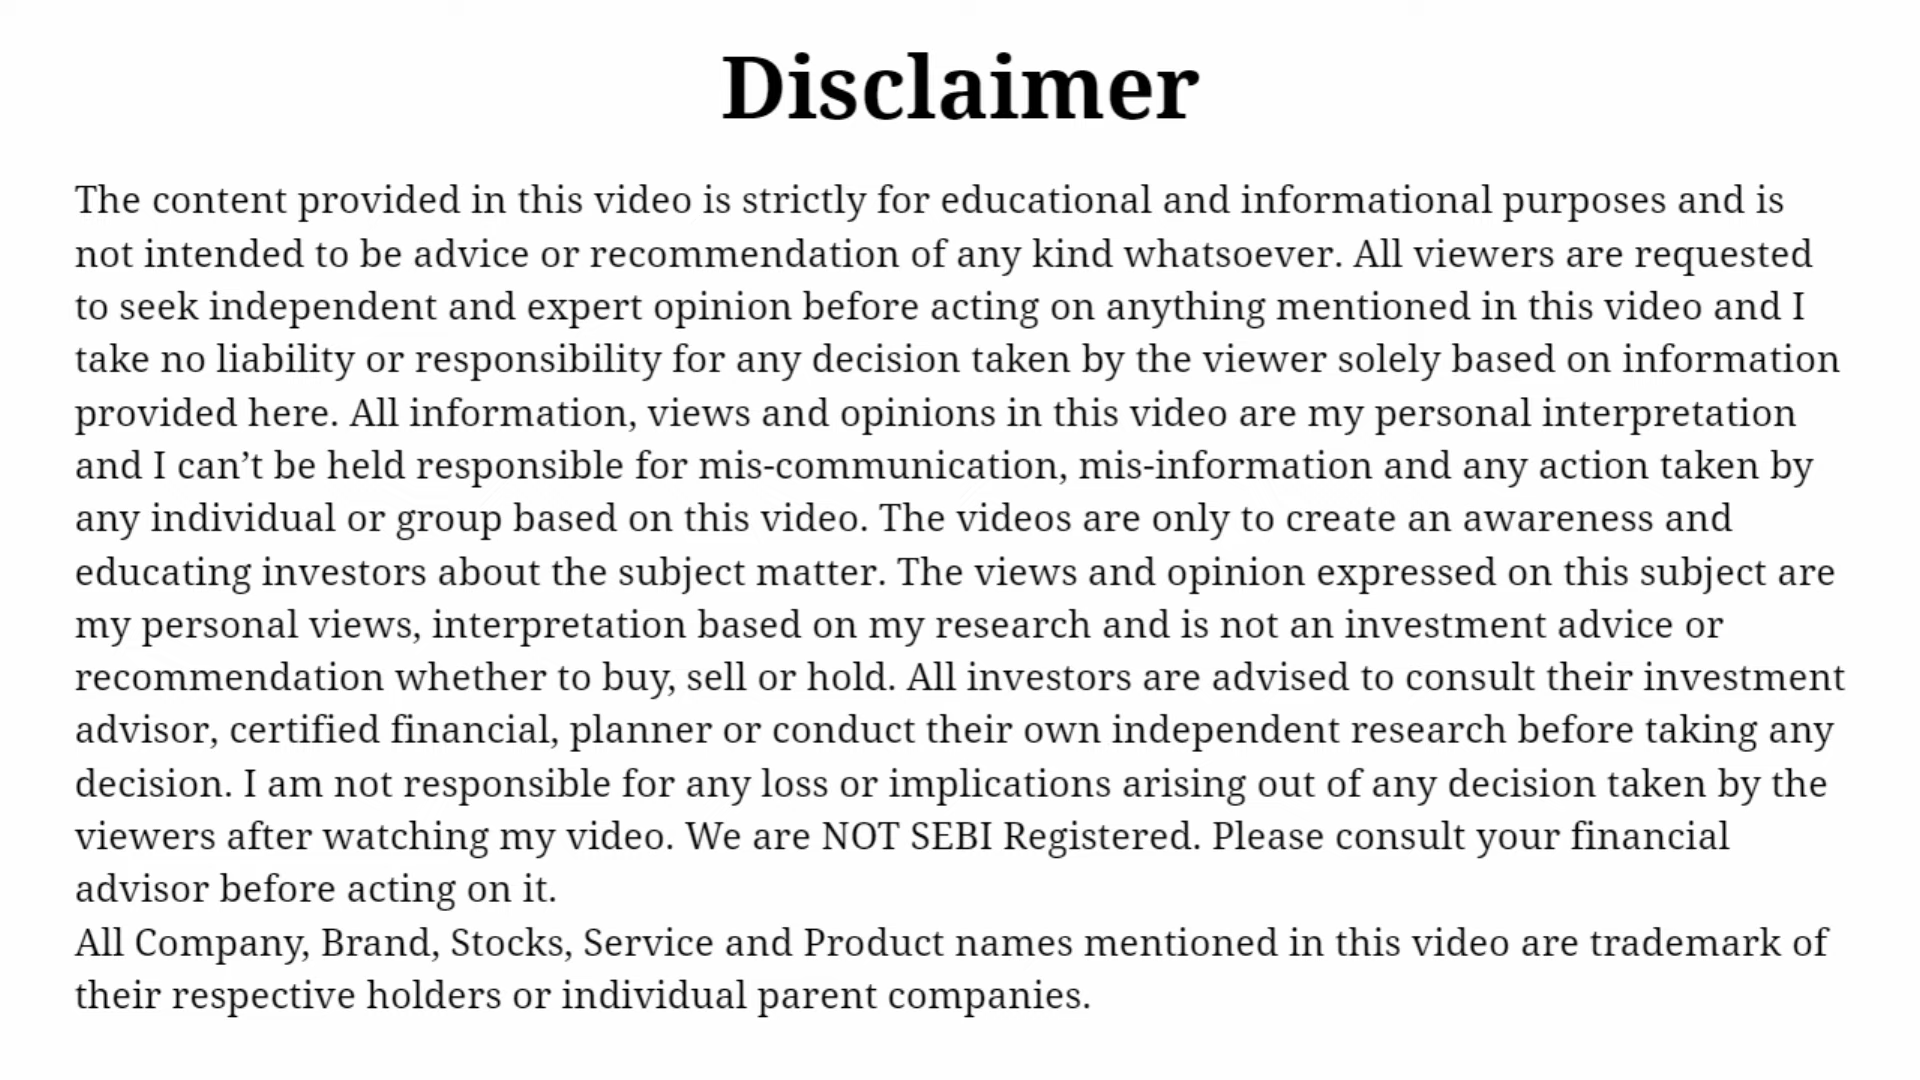 Disclaimer
The content provided in this video is strictly for educational and informational purposes and is
not intended to be advice or recommendation of any kind whatsoever. All viewers are requested
to seek independent and expert opinion before acting on anything mentioned in this video and I
take no liability or responsibility for any decision taken by the viewer solely based on information
provided here. All information, views and opinions in this video are my personal interpretation
and I can’t be held responsible for mis-communication, mis-information and any action taken by
any individual or group based on this video. The videos are only to create an awareness and
educating investors about the subject matter. The views and opinion expressed on this subject are
my personal views, interpretation based on my research and is not an investment advice or
recommendation whether to buy, sell or hold. All investors are advised to consult their investment
advisor, certified financial, planner or conduct their own independent research before taking any
decision. I am not responsible for any loss or implications arising out of any decision taken by the
viewers after watching my video. We are NOT SEBI Registered. Please consult your financial
advisor before acting on it.
All Company, Brand, Stocks, Service and Product names mentioned in this video are trademark of
their respective holders or individual parent companies.